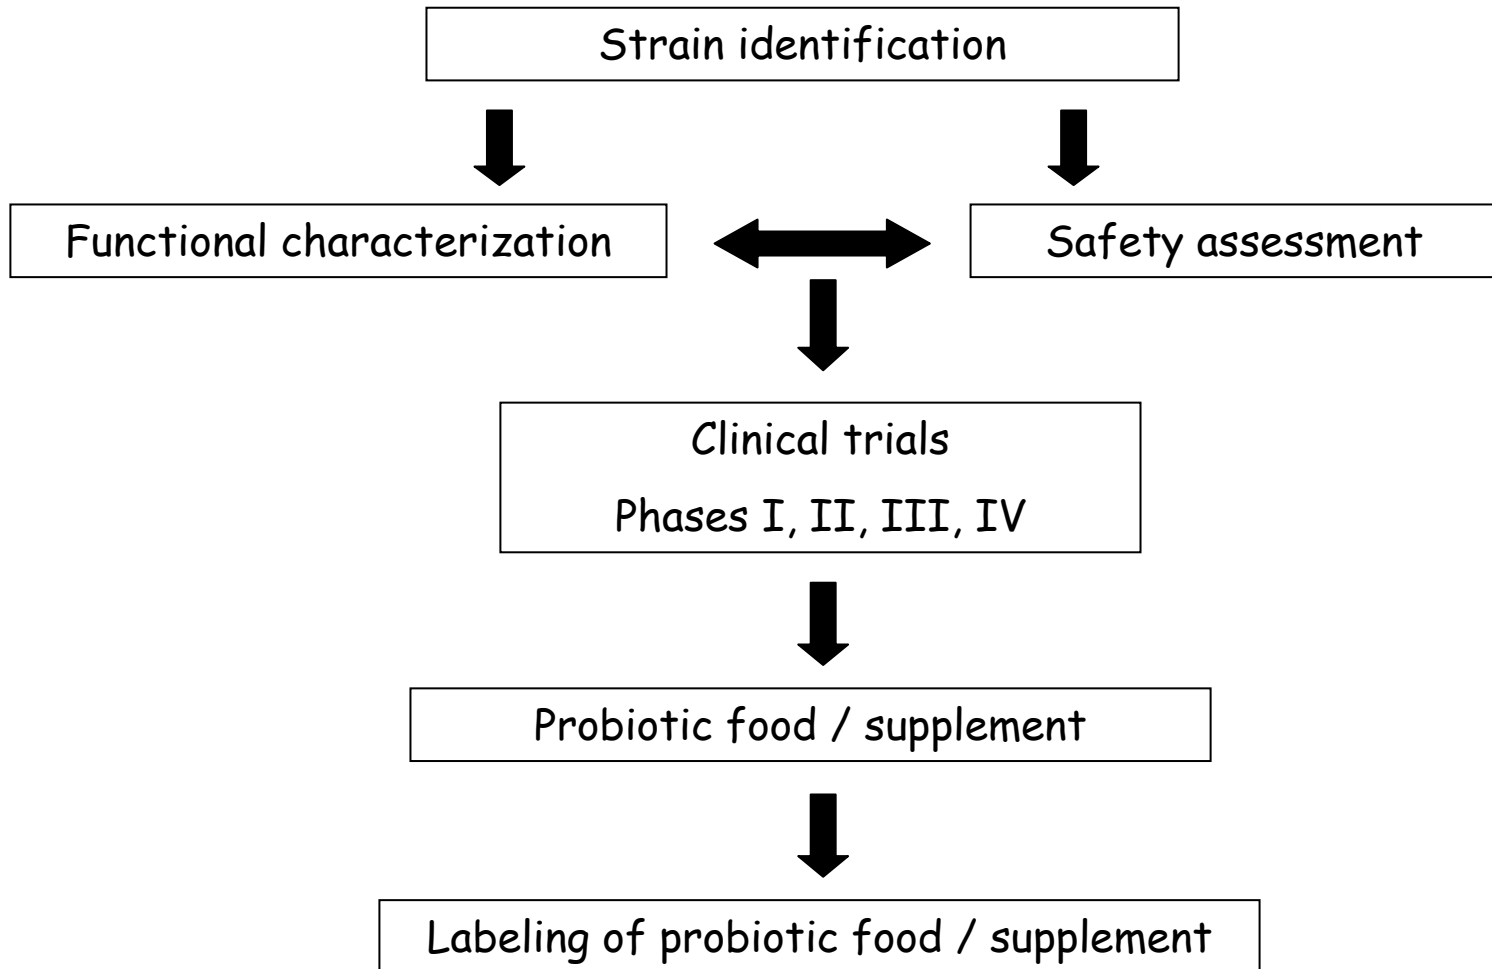 Strain identification
Functional characterization
Safety assessment
Clinical trials
Phases I, II, III, IV
Probiotic food / supplement
Labeling of probiotic food / supplement